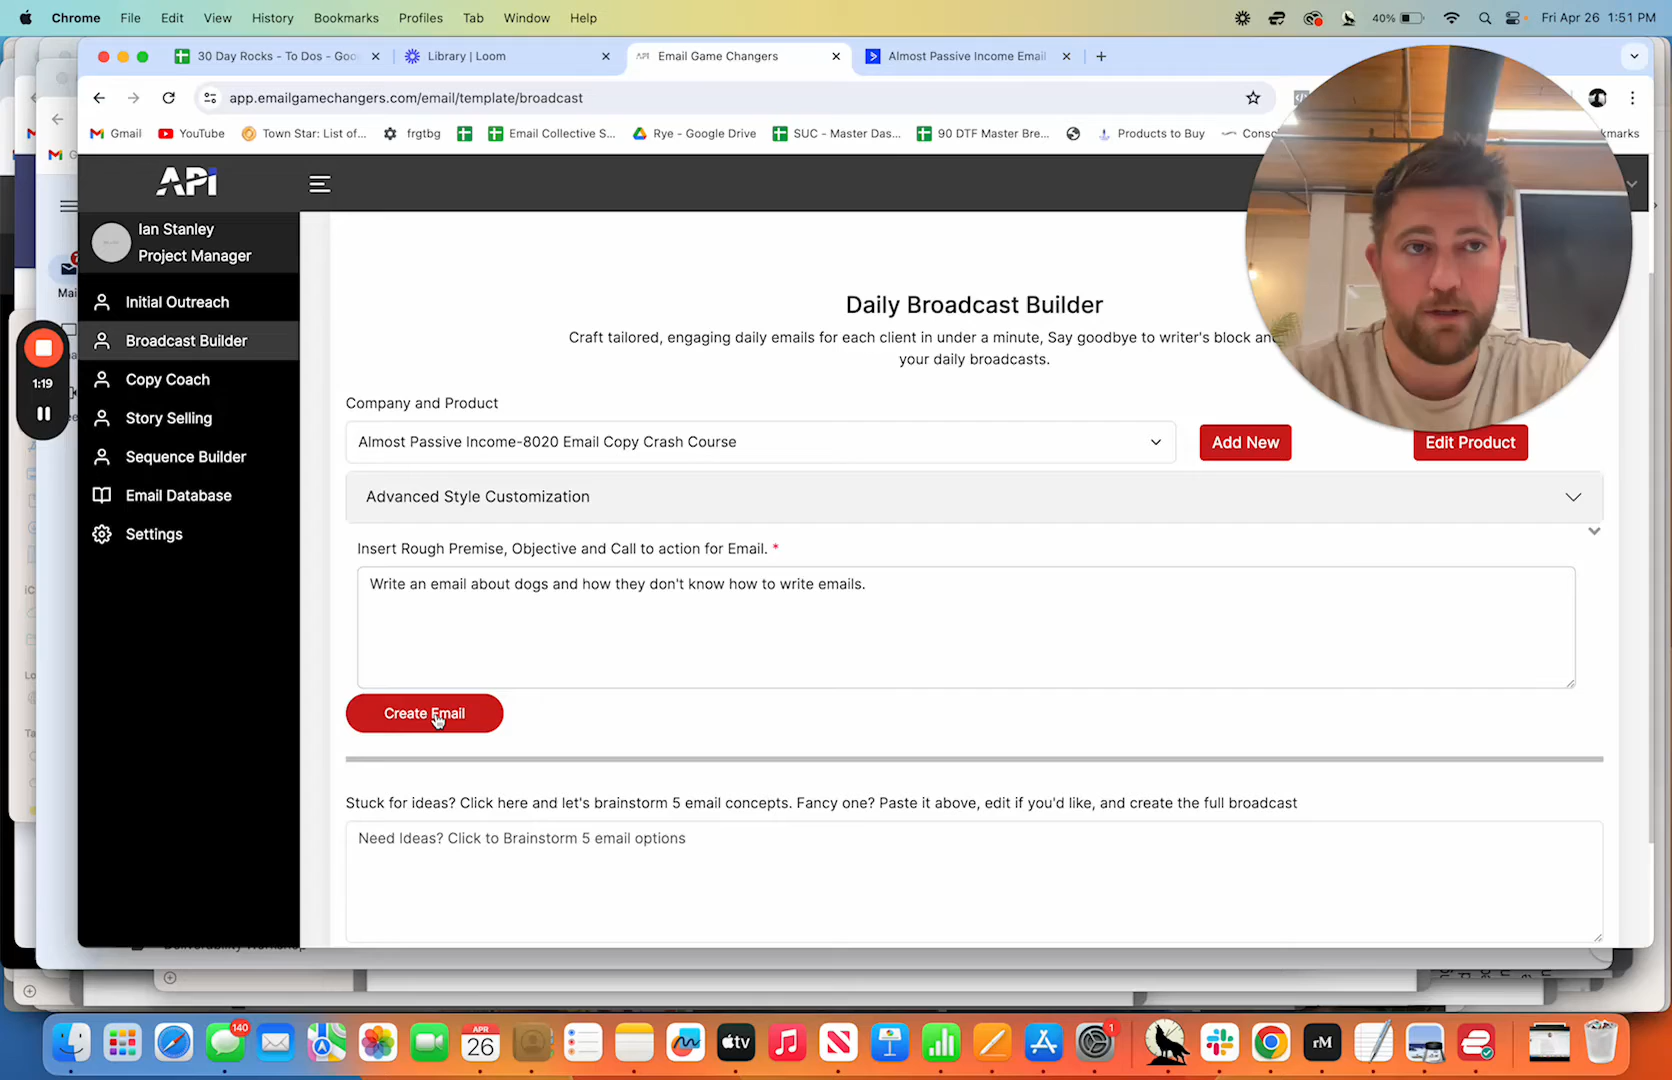 Chrome File Edit View History Bookmarks Profiles Tab Window Help 40% Fri Apr 26 1:51 PM
30 Day Rocks - To Dos - Goo Library | Loom API Email Game Changers Almost Passive Income Email
app.emailgamechangers.com/email/template/broadcast
Gmail YouTube Town Star: List of... frgtbg Email Collective S... Rye - Google Drive SUC - Master Das... 90 DTF Master Bre... Products to Buy Consc kmarks
API
Ian Stanley
Project Manager
Mai
Initial Outreach
Broadcast Builder
Copy Coach
Story Selling
Sequence Builder
Email Database
Settings
1:19
Daily Broadcast Builder
Craft tailored, engaging daily emails for each client in under a minute, Say goodbye to writer's block and
your daily broadcasts.
Company and Product
Almost Passive Income-8020 Email Copy Crash Course
Add New
Edit Product
Advanced Style Customization
Insert Rough Premise, Objective and Call to action for Email. *
Write an email about dogs and how they don't know how to write emails.
Create Email
Stuck for ideas? Click here and let's brainstorm 5 email concepts. Fancy one? Paste it above, edit if you'd like, and create the full broadcast
Need Ideas? Click to Brainstorm 5 email options
140
APR
26
tv
1
rM